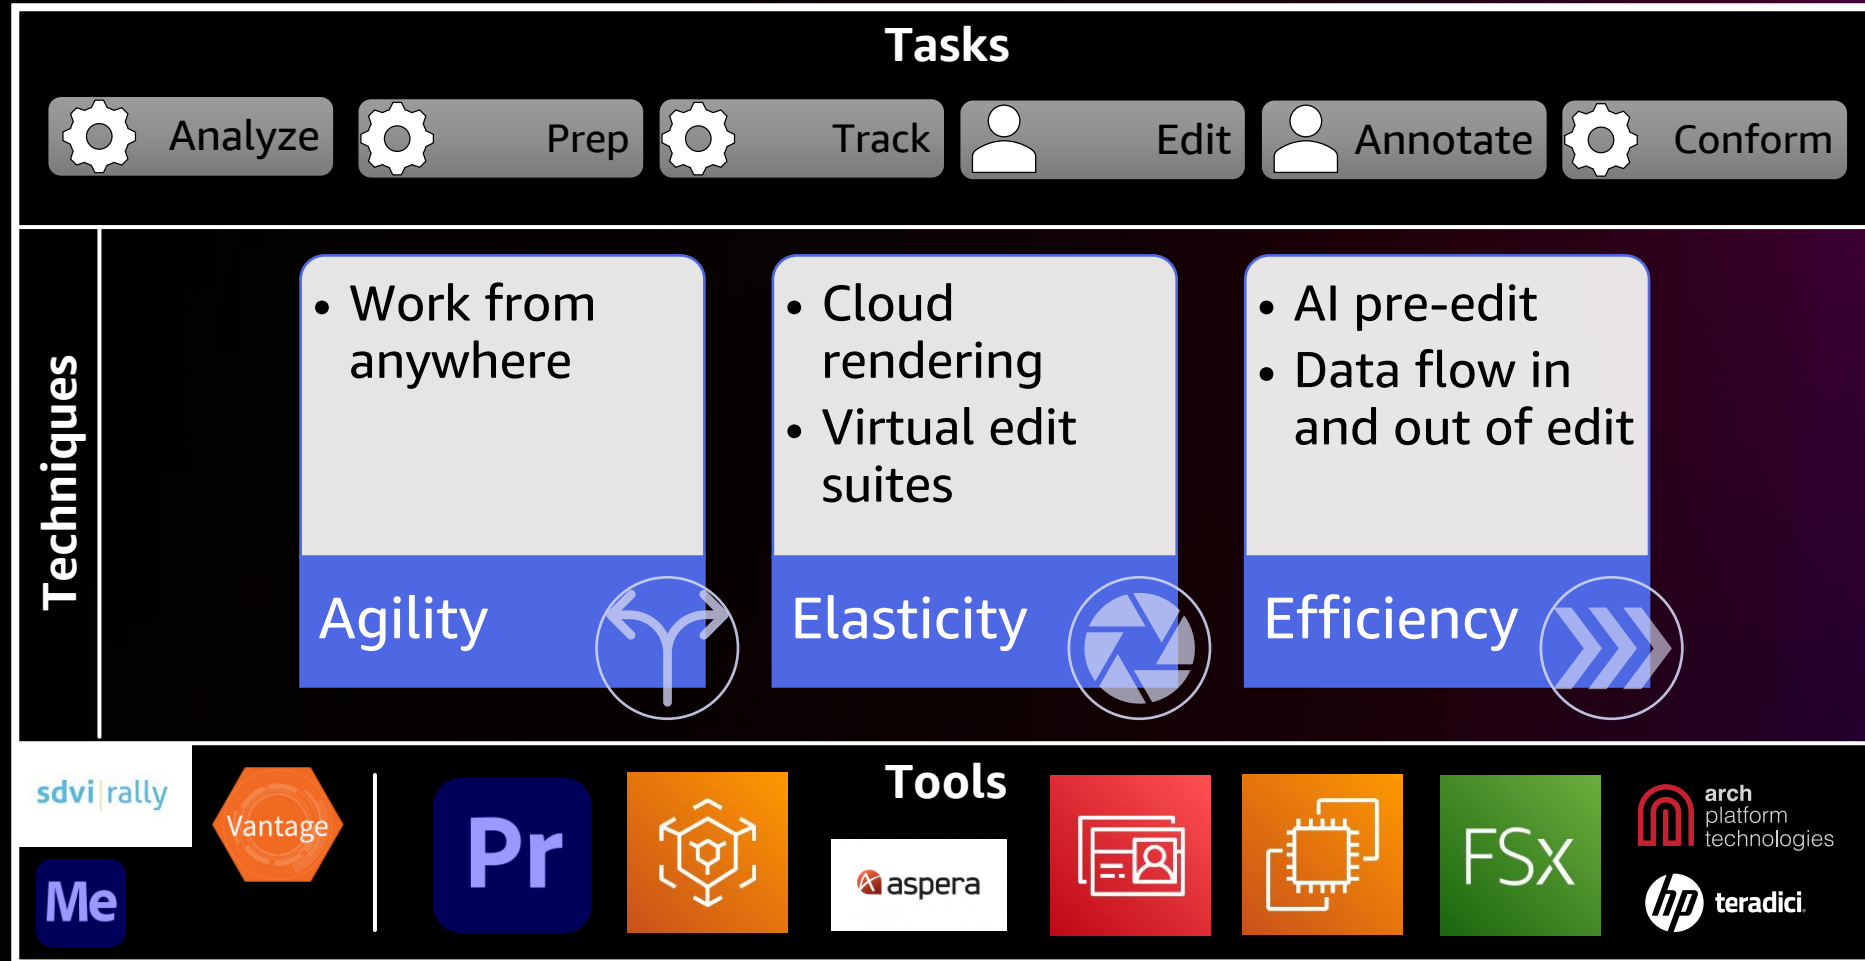 Tasks
Analyze
Prep
Track
Edit
Annotate
Conform
Techniques
• Work from
anywhere
Agility
• Cloud
rendering
• Virtual edit
suites
Elasticity
• AI pre-edit
• Data flow in
and out of edit
Efficiency
Tools
sdvi|rally
Vantage
Me
Pr
aspera
FSx
arch
platform
technologies
hp teradici.